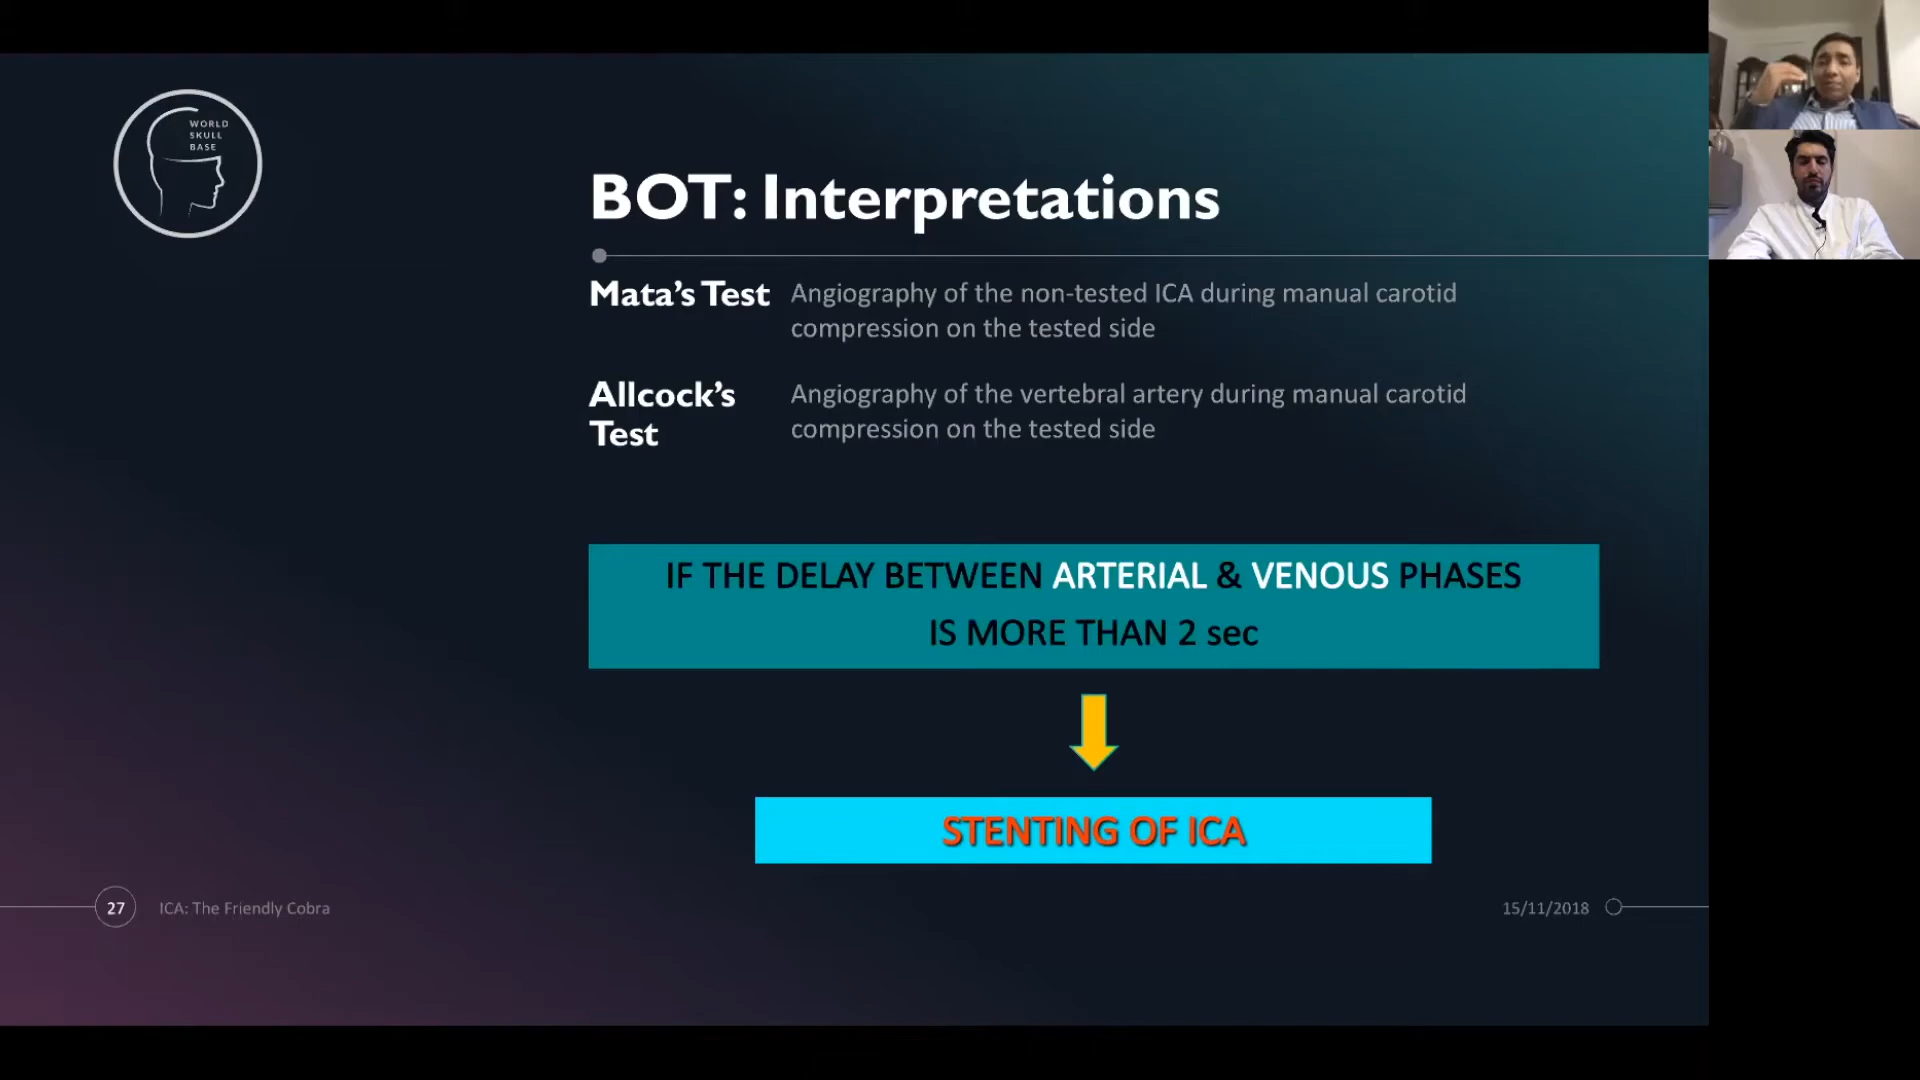 WORLD
SKULL
BASE
BOT: Interpretations
Mata's Test
Angiography of the non-tested ICA during manual carotid
compression on the tested side
Allcock's
Test
Angiography of the vertebral artery during manual carotid
compression on the tested side
IF THE DELAY BETWEEN ARTERIAL & VENOUS PHASES
IS MORE THAN 2 sec
STENTING OF ICA
27
ICA: The Friendly Cobra
15/11/2018